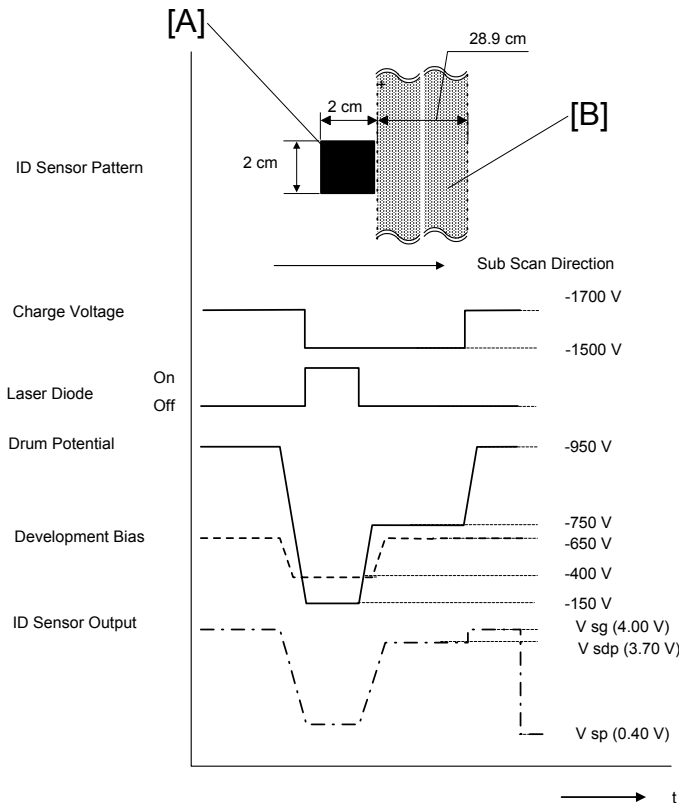 [A]
28.9 cm
2 cm
[B]
2 cm
ID Sensor Pattern
Sub Scan Direction
-1700 V
Charge Voltage
-1500 V
On
Laser Diode
Off
Drum Potential
-950 V
-750 V
Development Bias
-650 V
-400 V
-150 V
ID Sensor Output
V sg (4.00 V)
V sdp (3.70 V)
V sp (0.40 V)
t